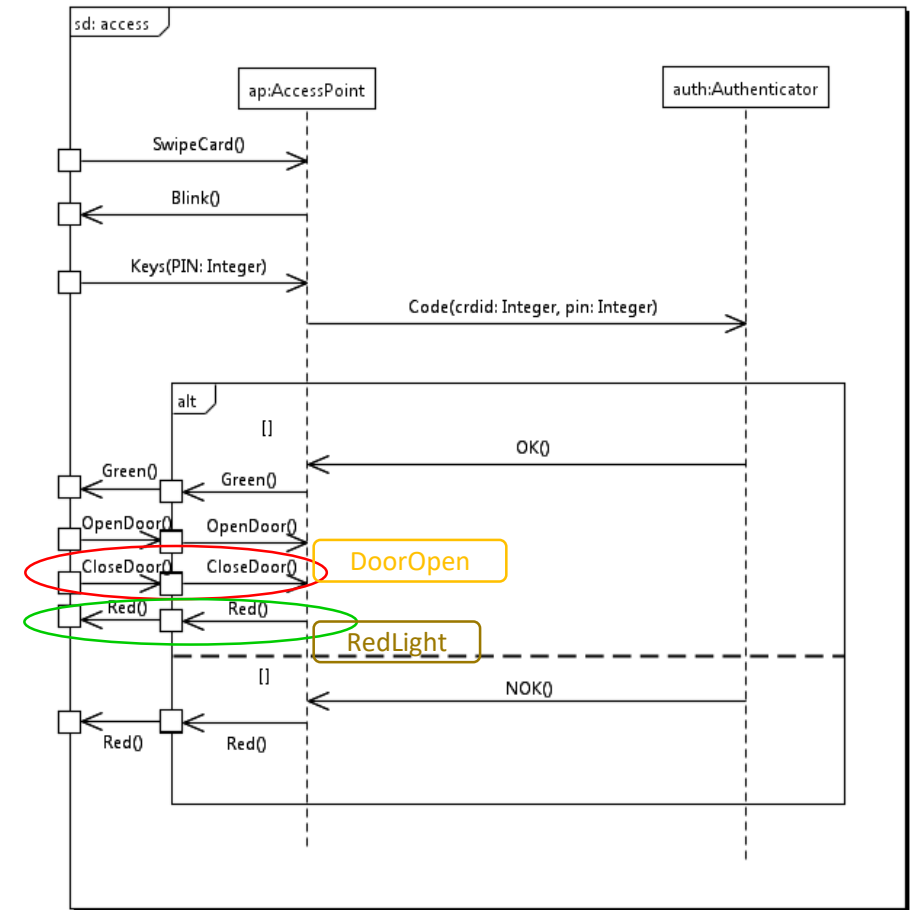 sd: access
ap:AccessPoint
auth:Authenticator
SwipeCard()
Blink()
Keys(PIN: Integer)
Code(crdid: Integer, pin: Integer)
alt
[]
OK()
Green()
Green()
OpenDoor()
OpenDoor()
DoorOpen
CloseDoor()
CloseDoor()
Red()
Red()
RedLight
[]
NOK()
Red()
Red()